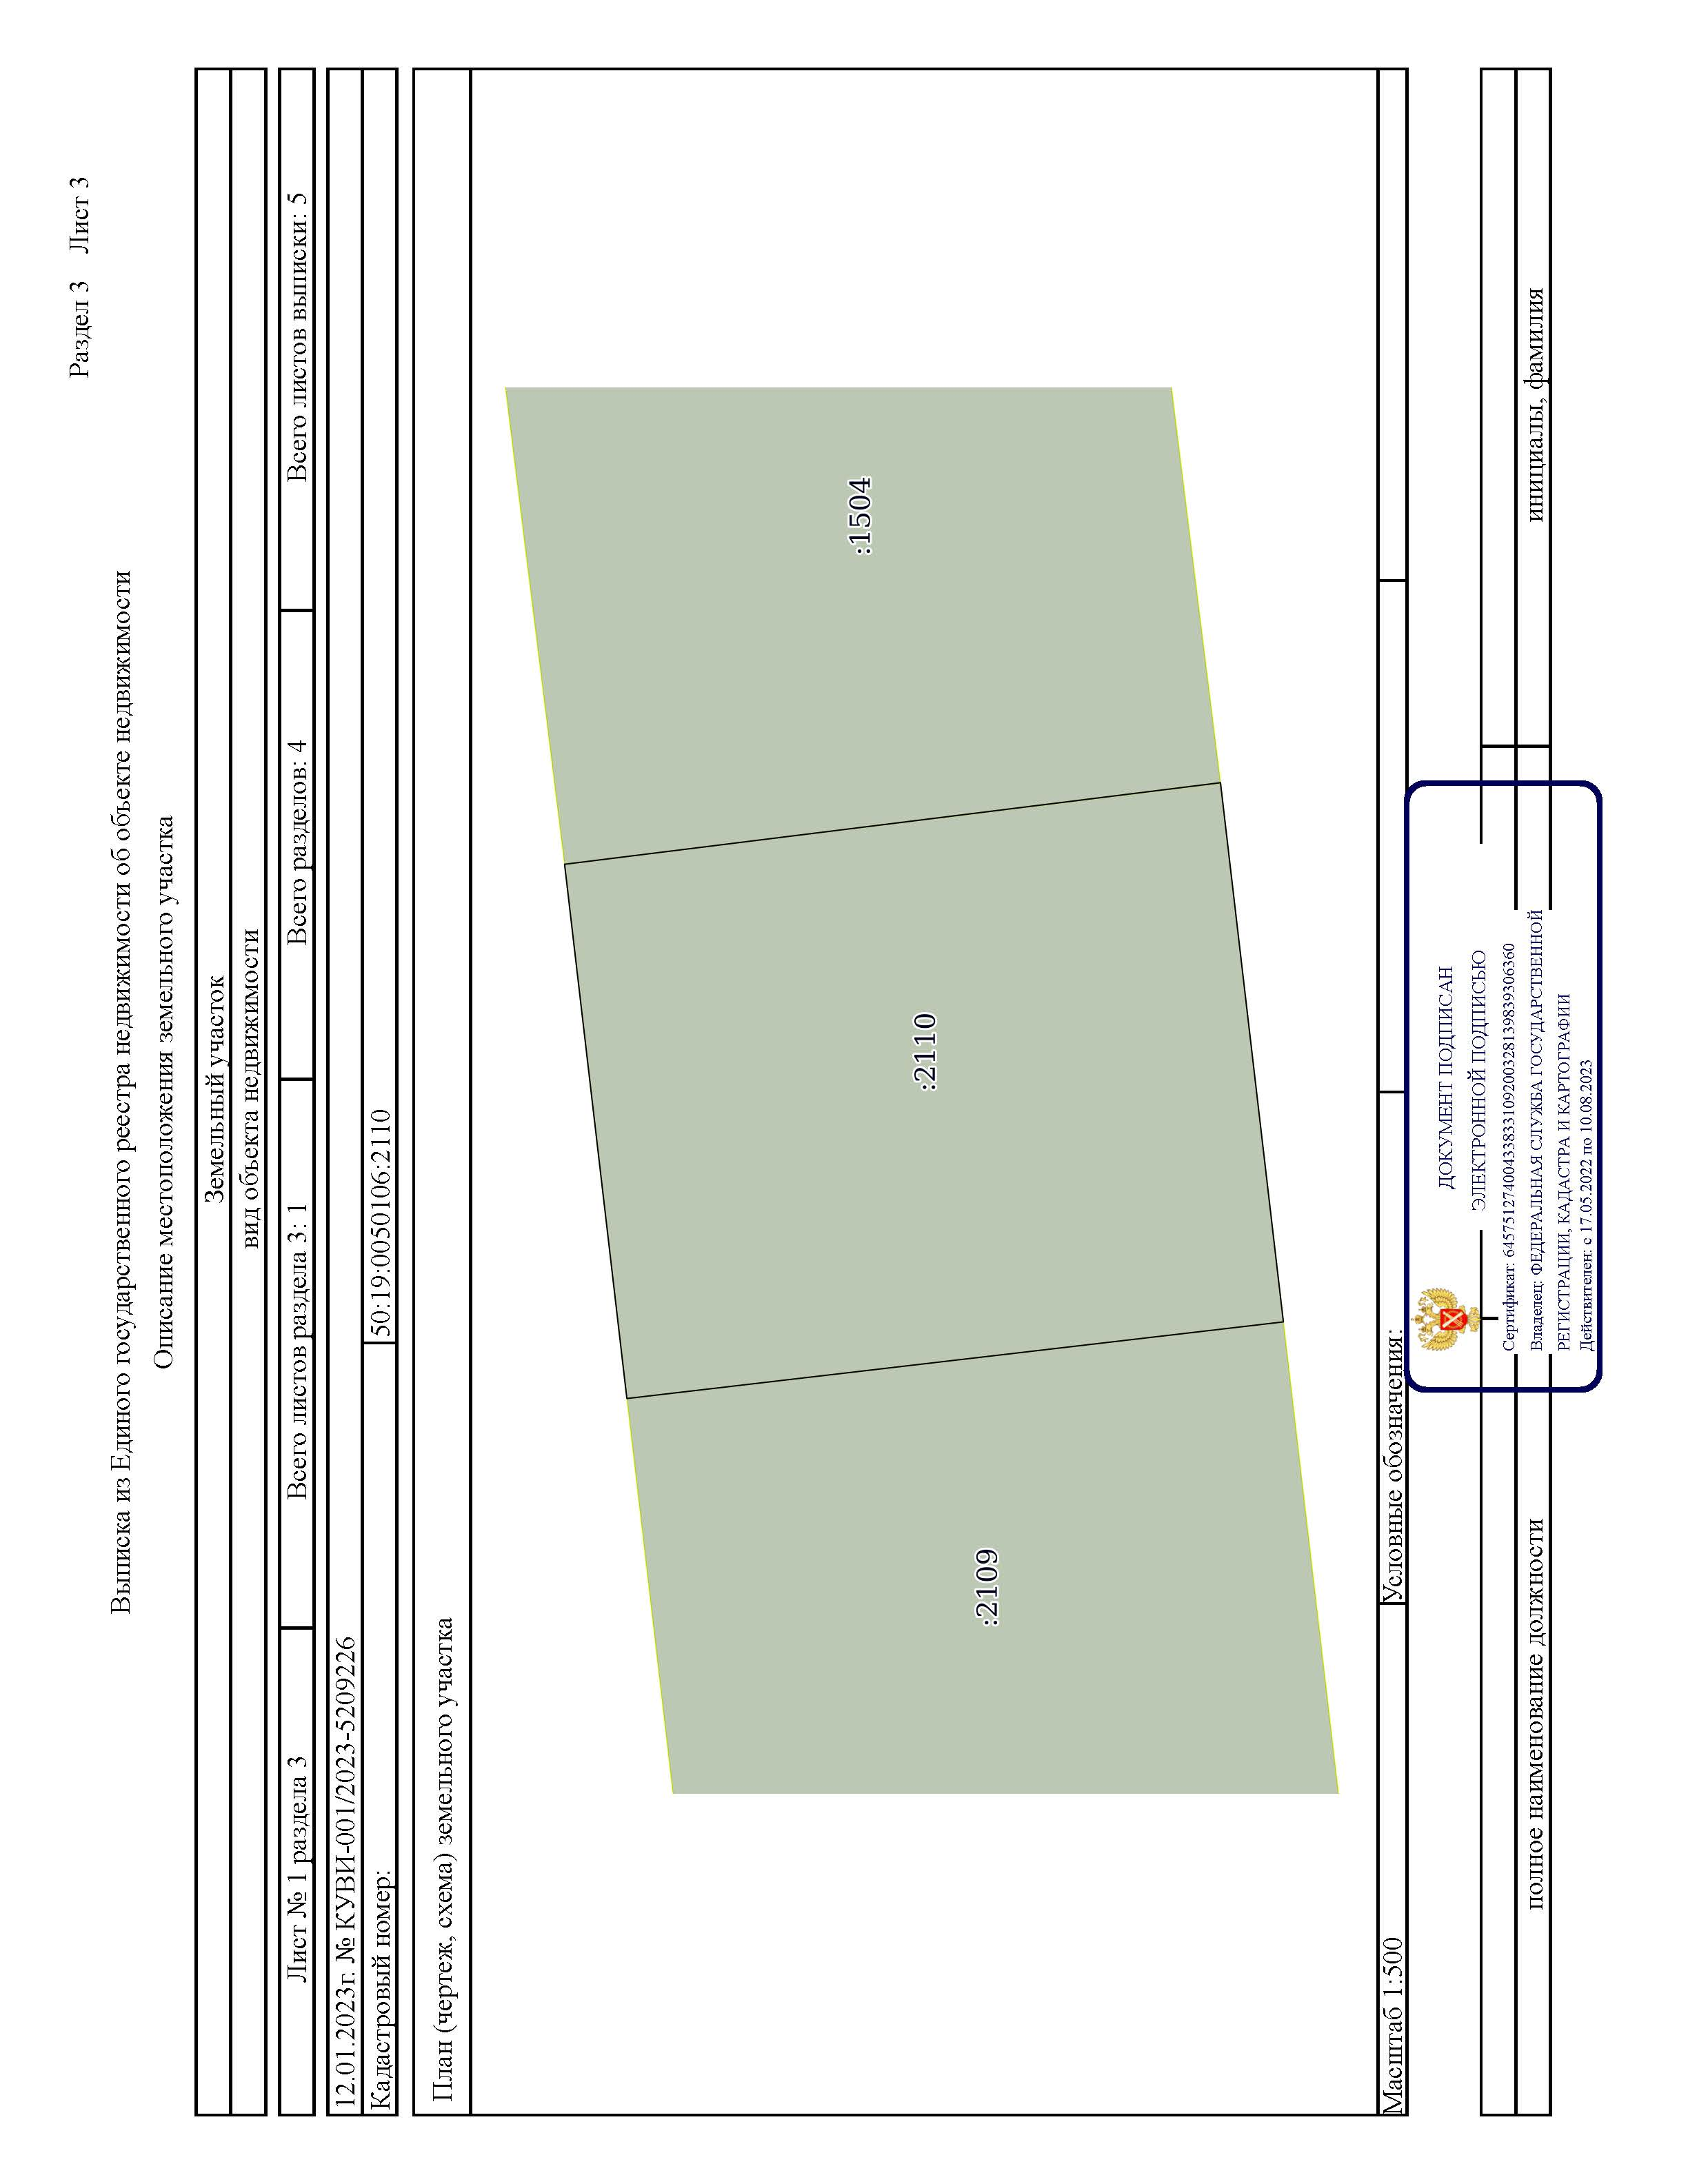 Раздел 3 Лист 3
Выписка из Единого государственного реестра недвижимости об объекте недвижимости
Описание местоположения земельного участка
Земельный участок
вид объекта недвижимости
Лист № 1 раздела 3 Всего листов раздела 3: 1 Всего разделов: 4 Всего листов выписки: 5
12.01.2023г. № КУВИ-001/2023-5209226
Кадастровый номер: 50:19:0050106:2110
План (чертеж, схема) земельного участка
:1504
:2110
:2109
Масштаб 1:500 Условные обозначения:
ДОКУМЕНТ ПОДПИСАН
ЭЛЕКТРОННОЙ ПОДПИСЬЮ
Сертификат: 64575127400433833109200328139839306360
Владелец: ФЕДЕРАЛЬНАЯ СЛУЖБА ГОСУДАРСТВЕННОЙ
РЕГИСТРАЦИИ, КАДАСТРА И КАРТОГРАФИИ
Действителен: с 17.05.2022 по 10.08.2023
полное наименование должности инициалы, фамилия